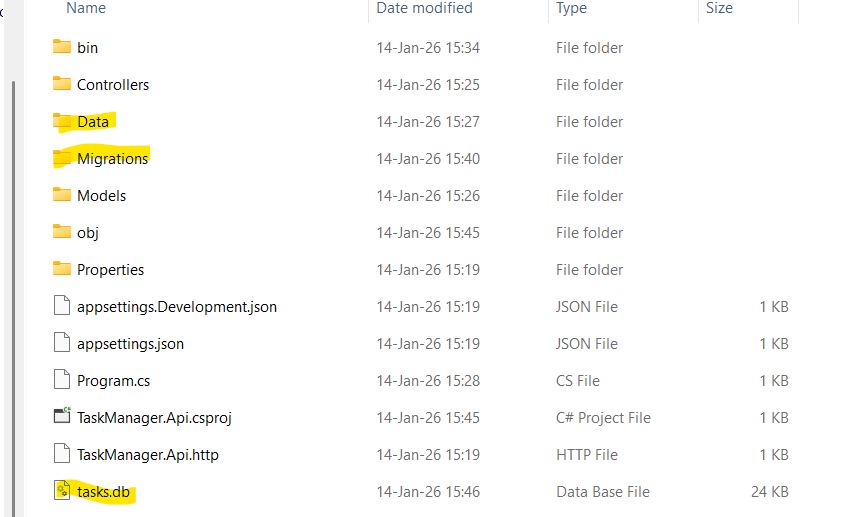 Name Date modified Type Size
bin 14-Jan-26 15:34 File folder
Controllers 14-Jan-26 15:25 File folder
Data 14-Jan-26 15:27 File folder
Migrations 14-Jan-26 15:40 File folder
Models 14-Jan-26 15:26 File folder
obj 14-Jan-26 15:45 File folder
Properties 14-Jan-26 15:19 File folder
appsettings.Development.json 14-Jan-26 15:19 JSON File 1 KB
appsettings.json 14-Jan-26 15:19 JSON File 1 KB
Program.cs 14-Jan-26 15:28 CS File 1 KB
TaskManager.Api.csproj 14-Jan-26 15:45 C# Project File 1 KB
TaskManager.Api.http 14-Jan-26 15:19 HTTP File 1 KB
tasks.db 14-Jan-26 15:46 Data Base File 24 KB